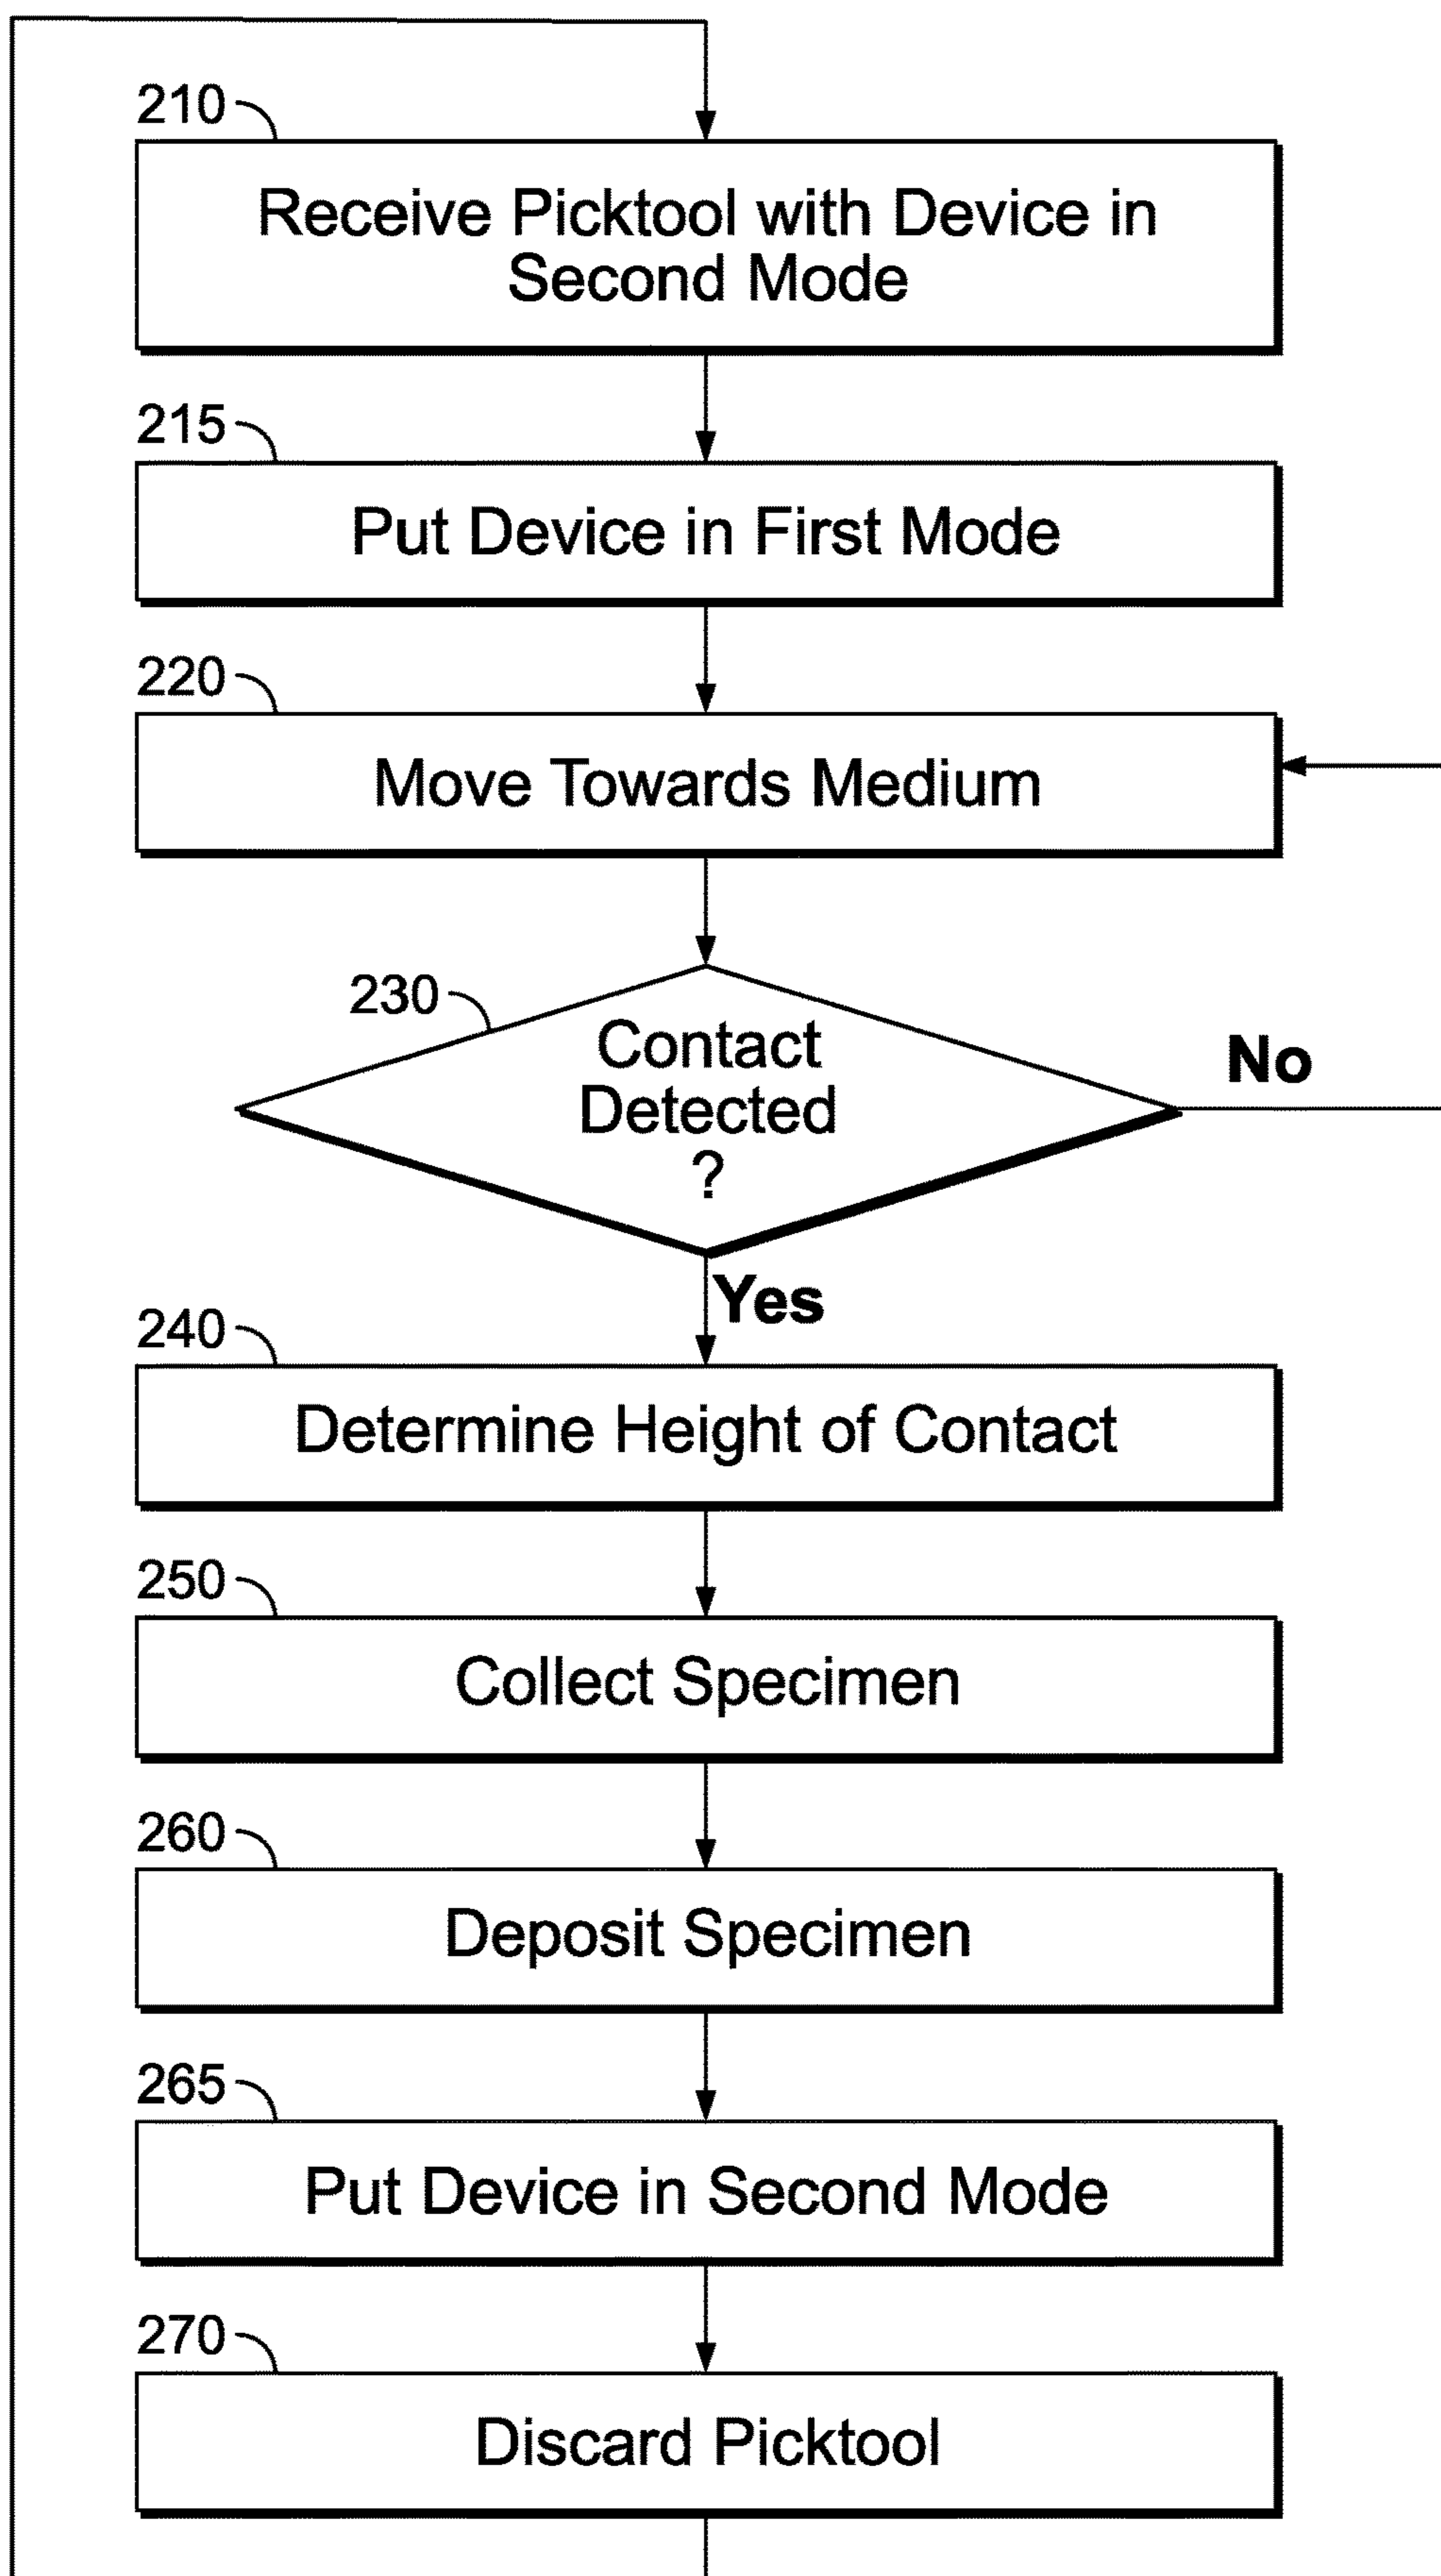 210
Receive Picktool with Device in
Second Mode
215
Put Device in First Mode
220
Move Towards Medium
230
Contact
Detected
?
No
Yes
240
Determine Height of Contact
250
Collect Specimen
260
Deposit Specimen
265
Put Device in Second Mode
270
Discard Picktool